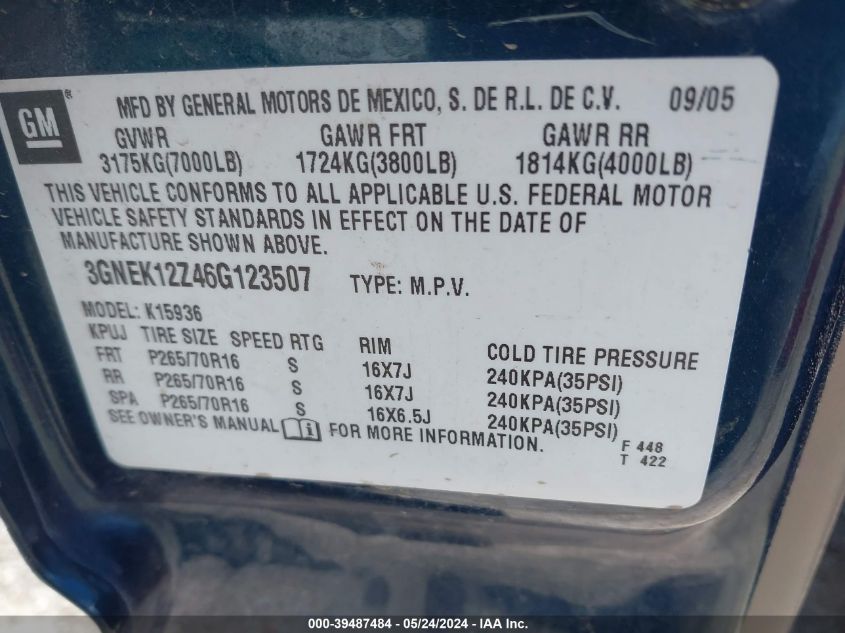 GM ® MFD BY GENERAL MOTORS DE MEXICO, S. DE R.L. DE C.V. 09/05
GVWR GAWR FRT GAWR RR
3175KG(7000LB) 1724KG(3800LB) 1814KG(4000LB)
THIS VEHICLE CONFORMS TO ALL APPLICABLE U.S. FEDERAL MOTOR
VEHICLE SAFETY STANDARDS IN EFFECT ON THE DATE OF
MANUFACTURE SHOWN ABOVE.
3GNEK12Z46G123507 TYPE: M.P.V.
MODEL: K15936
KPUJ TIRE SIZE SPEED RTG RIM COLD TIRE PRESSURE
FRT P265/70R16 S 16X7J 240KPA(35PSI)
RR P265/70R16 S 16X7J 240KPA(35PSI)
SPA P265/70R16 S 16X6.5J 240KPA(35PSI)
SEE OWNER'S MANUAL i FOR MORE INFORMATION. F 448
T 422
000-39487484 - 05/24/2024 - IAA Inc.